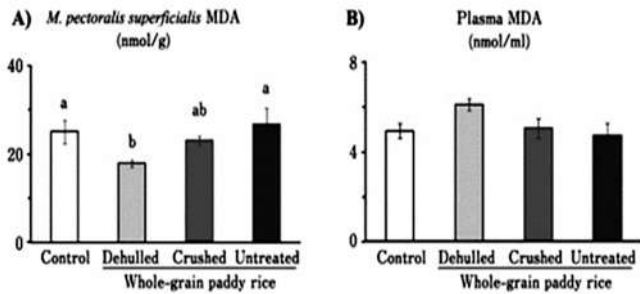 A) M. pectoralis superficialis MDA
(nmol/g)
40
20
0
a
b
ab
a
Control Dehulled Crushed Untreated
Whole-grain paddy rice
B) Plasma MDA
(nmol/ml)
8
4
0
Control Dehulled Crushed Untreated
Whole-grain paddy rice